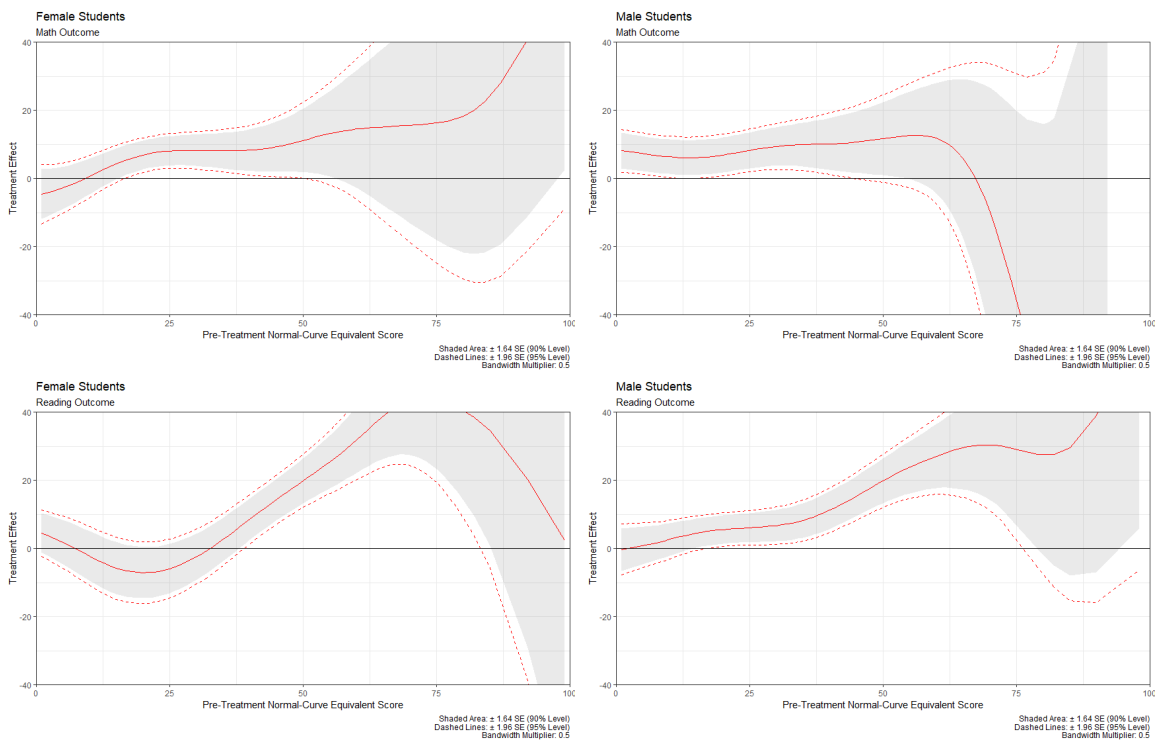 Female Students
Math Outcome
40
20
0
-20
-40
Treatment Effect
0
25
50
75
100
Pre-Treatment Normal-Curve Equivalent Score
Shaded Area: ± 1.64 SE (90% Level)
Dashed Lines: ± 1.96 SE (95% Level)
Bandwidth Multiplier: 0.5
Male Students
Math Outcome
40
20
0
-20
-40
Treatment Effect
0
25
50
75
100
Pre-Treatment Normal-Curve Equivalent Score
Shaded Area: ± 1.64 SE (90% Level)
Dashed Lines: ± 1.96 SE (95% Level)
Bandwidth Multiplier: 0.5
Female Students
Reading Outcome
40
20
0
-20
-40
Treatment Effect
0
25
50
75
100
Pre-Treatment Normal-Curve Equivalent Score
Shaded Area: ± 1.64 SE (90% Level)
Dashed Lines: ± 1.96 SE (95% Level)
Bandwidth Multiplier: 0.5
Male Students
Reading Outcome
40
20
0
-20
-40
Treatment Effect
0
25
50
75
100
Pre-Treatment Normal-Curve Equivalent Score
Shaded Area: ± 1.64 SE (90% Level)
Dashed Lines: ± 1.96 SE (95% Level)
Bandwidth Multiplier: 0.5